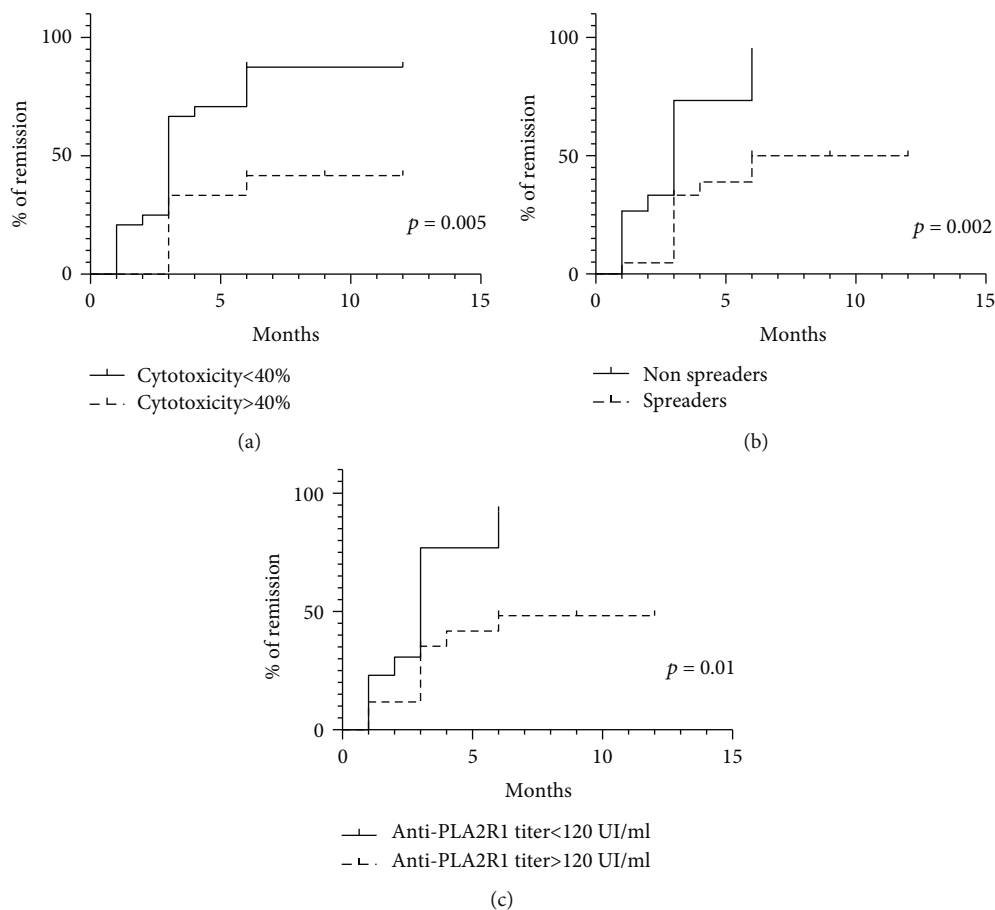 % of remission
100
50
0
0
5
10
15
p = 0.005
Months
Cytotoxicity<40%
Cytotoxicity>40%
(a)
% of remission
100
50
0
0
5
10
15
p = 0.002
Months
Non spreaders
Spreaders
(b)
% of remission
100
50
0
0
5
10
15
p = 0.01
Months
Anti-PLA2R1 titer<120 UI/ml
Anti-PLA2R1 titer>120 UI/ml
(c)